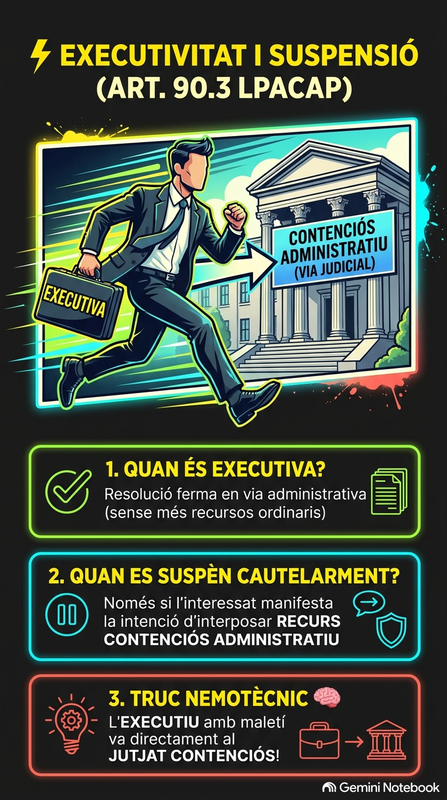 ⚡ EXECUTIVITAT I SUSPENSIÓ
(ART. 90.3 LPACAP)
EXECUTIVA
CONTENCIÓS
ADMINISTRATIU
(VIA JUDICIAL)
1. QUAN ÉS EXECUTIVA?
Resolució ferma en via administrativa
(sense més recursos ordinaris)
2. QUAN ES SUSPÈN CAUTELARMENT?
Només si l'interessat manifesta
la intenció d'interposar RECURS
CONTENCIÓS ADMINISTRATIU
3. TRUC NEMOTÈCNIC 🧠
L'EXECUTIU amb maletí
va directament al
JUTJAT CONTENCIÓS!
Gemini Notebook